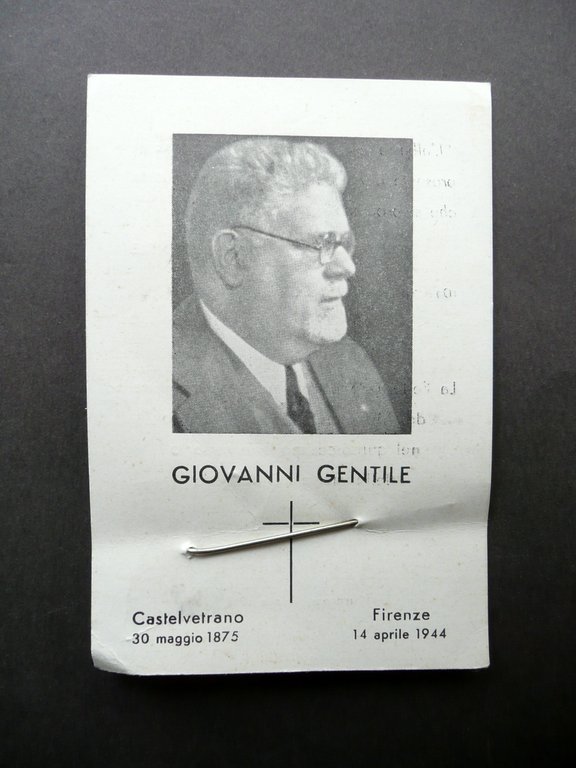 GIOVANNI GENTILE
Castelvetrano
30 maggio 1875
Firenze
14 aprile 1944